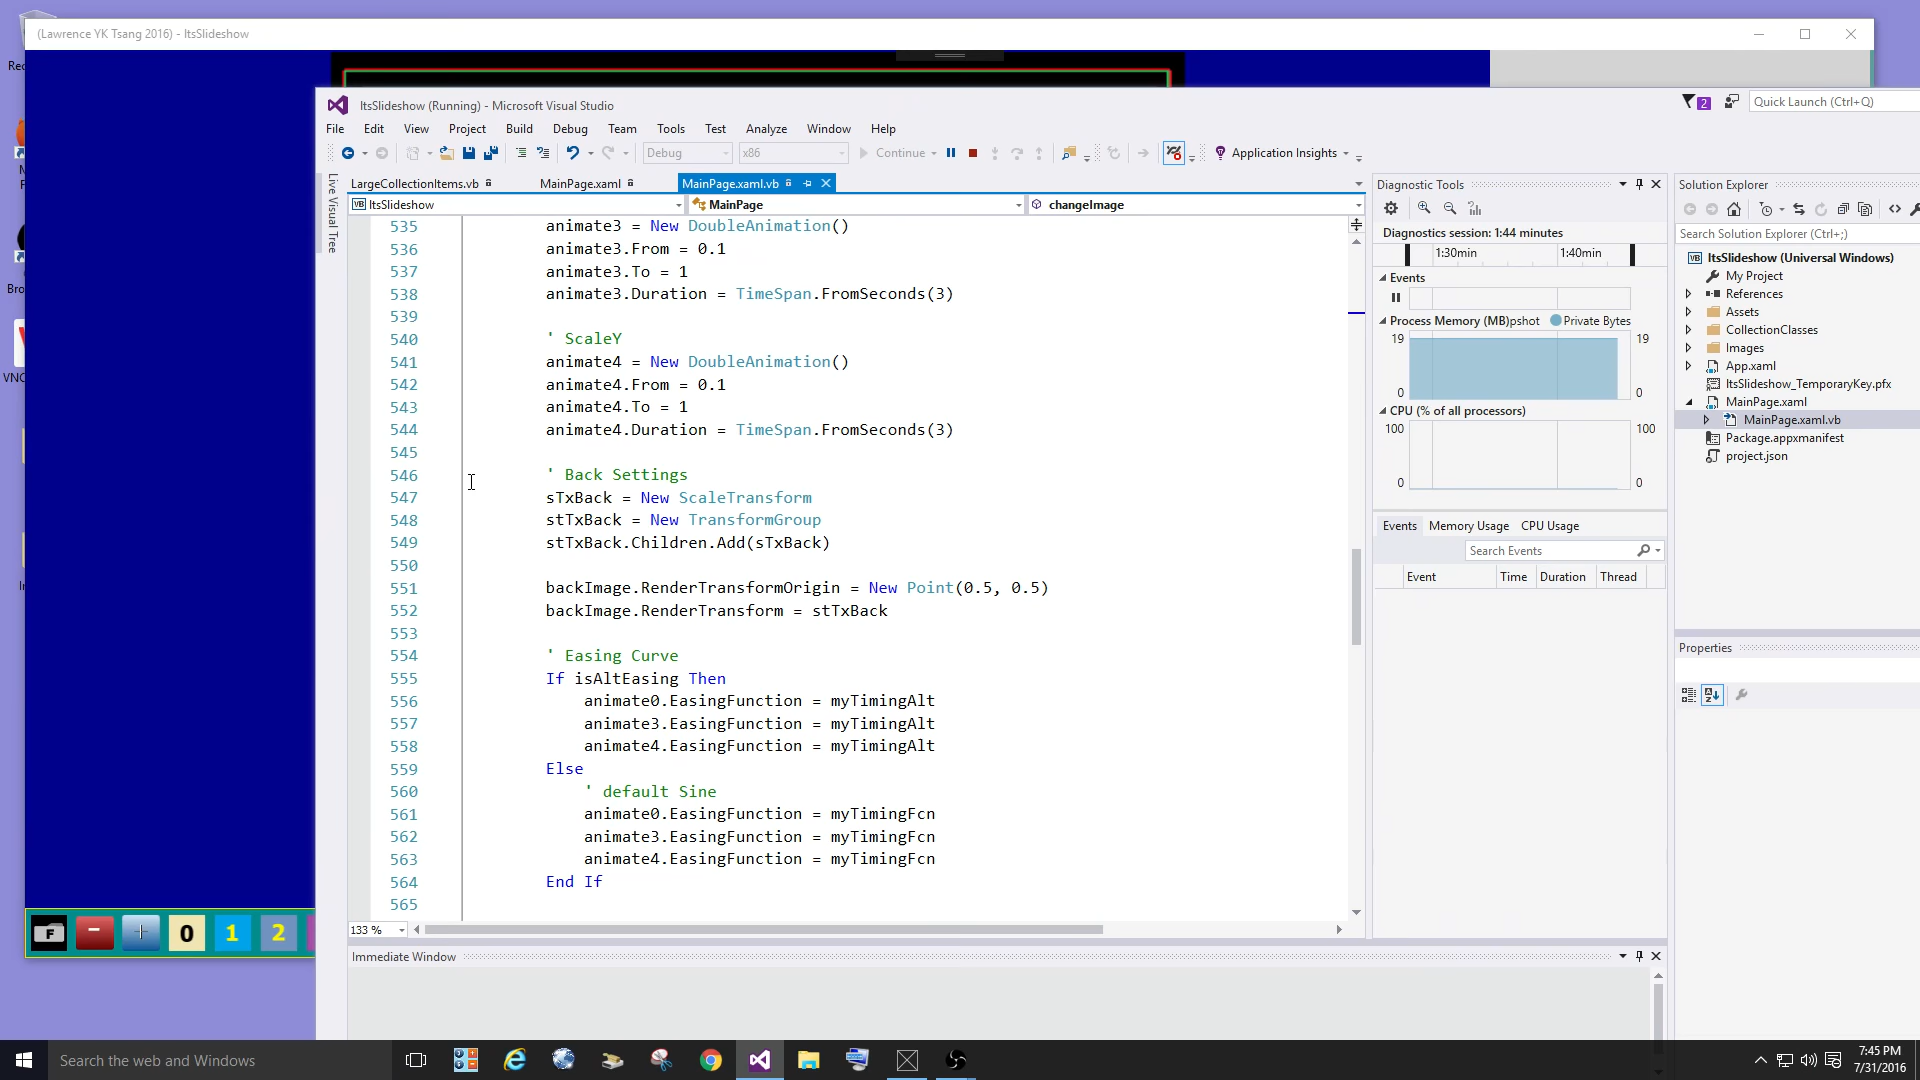 (Lawrence YK Tsang 2016) - ItsSlideshow
ItsSlideshow (Running) - Microsoft Visual Studio
2
Quick Launch (Ctrl+Q)
File Edit View Project Build Debug Team Tools Test Analyze Window Help
Debug x86 Continue Application Insights
Live Visual Tree
LargeCollectionItems.vb MainPage.xaml MainPage.xaml.vb
VB ItsSlideshow MainPage changeImage
535 animate3 = New DoubleAnimation()
536 animate3.From = 0.1
537 animate3.To = 1
538 animate3.Duration = TimeSpan.FromSeconds(3)
539
540 ' ScaleY
541 animate4 = New DoubleAnimation()
542 animate4.From = 0.1
543 animate4.To = 1
544 animate4.Duration = TimeSpan.FromSeconds(3)
545
546 ' Back Settings
547 sTxBack = New ScaleTransform
548 stTxBack = New TransformGroup
549 stTxBack.Children.Add(sTxBack)
550
551 backImage.RenderTransformOrigin = New Point(0.5, 0.5)
552 backImage.RenderTransform = stTxBack
553
554 ' Easing Curve
555 If isAltEasing Then
556 animate0.EasingFunction = myTimingAlt
557 animate3.EasingFunction = myTimingAlt
558 animate4.EasingFunction = myTimingAlt
559 Else
560 ' default Sine
561 animate0.EasingFunction = myTimingFcn
562 animate3.EasingFunction = myTimingFcn
563 animate4.EasingFunction = myTimingFcn
564 End If
565
133 %
Immediate Window
Diagnostic Tools
Diagnostics session: 1:44 minutes
1:30min 1:40min
Events
Process Memory (MB)pshot Private Bytes
19 19
0 0
CPU (% of all processors)
100 100
0 0
Events Memory Usage CPU Usage
Search Events
Event Time Duration Thread
Solution Explorer
Search Solution Explorer (Ctrl+;)
VB ItsSlideshow (Universal Windows)
My Project
References
Assets
CollectionClasses
Images
App.xaml
ItsSlideshow_TemporaryKey.pfx
MainPage.xaml
MainPage.xaml.vb
Package.appxmanifest
project.json
Properties
Rec
Bro
VNC
F - + 0 1 2
Search the web and Windows
7:45 PM
7/31/2016